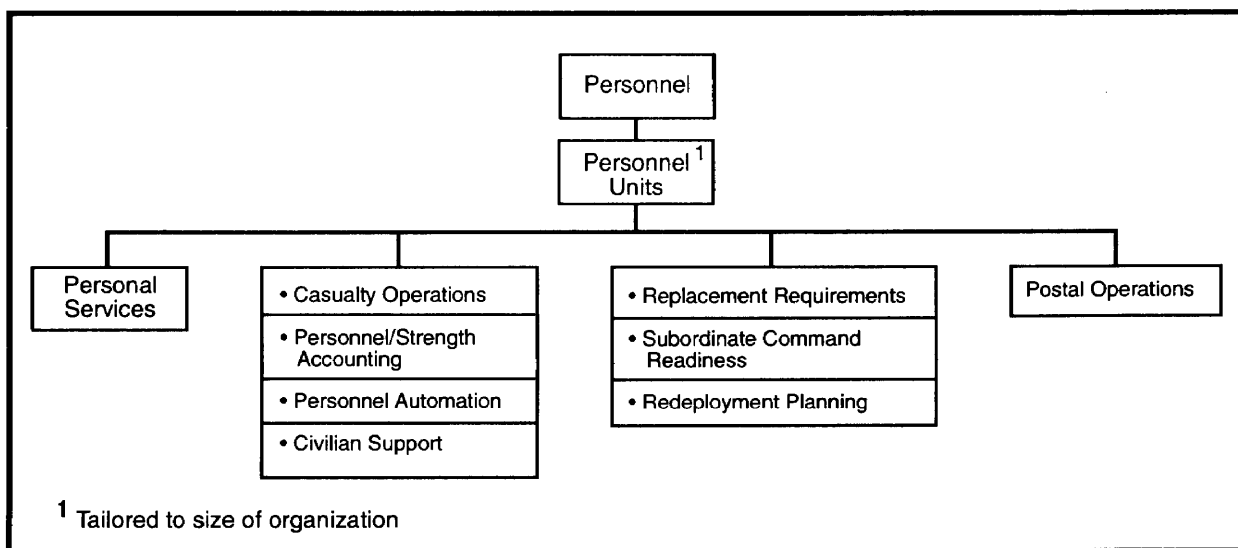 Personnel
Personnel 1
Units
Personal
Services
• Casualty Operations
• Personnel/Strength
Accounting
• Personnel Automation
• Civilian Support
• Replacement Requirements
• Subordinate Command
Readiness
• Redeployment Planning
Postal Operations
1 Tailored to size of organization